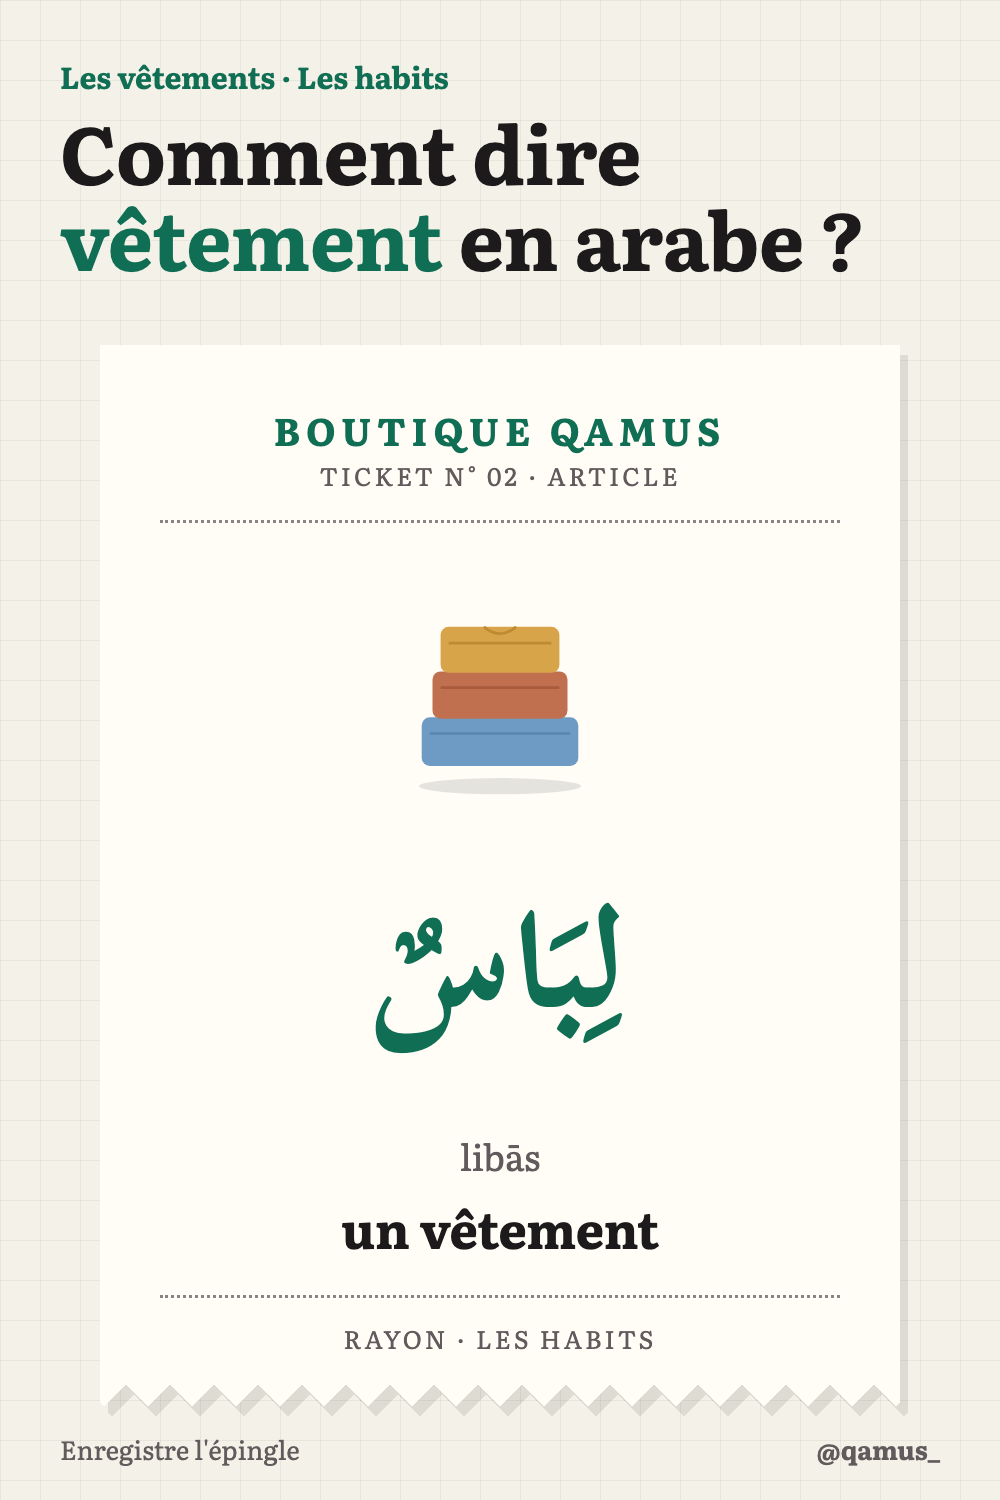 Les vêtements · Les habits
Comment dire
vêtement en arabe ?
BOUTIQUE QAMUS
TICKET N° 02 · ARTICLE
لِبَاسٌ
libās
un vêtement
RAYON · LES HABITS
Enregistre l'épingle
@qamus_